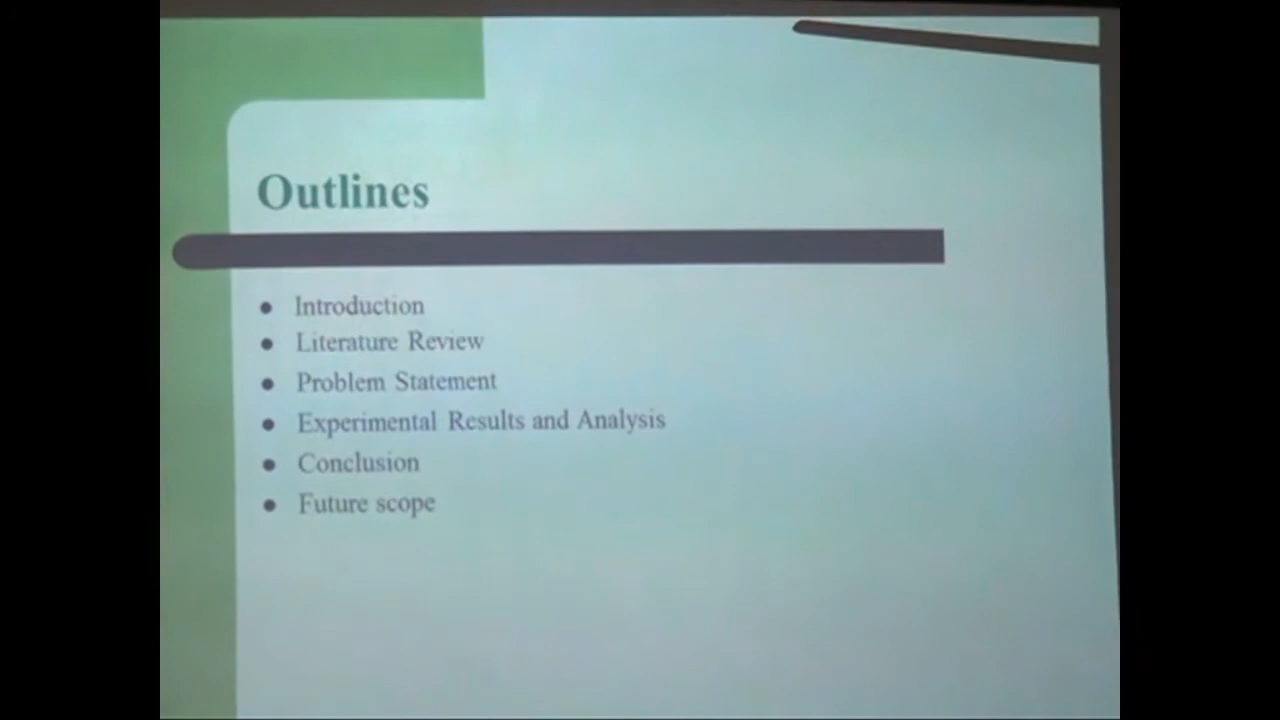 Outlines
● Introduction
● Literature Review
● Problem Statement
● Experimental Results and Analysis
● Conclusion
● Future scope